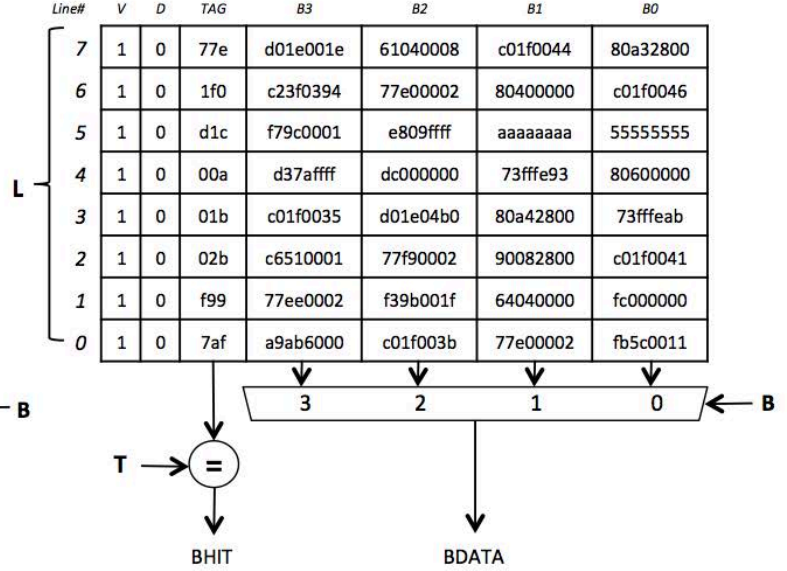 Line# V D TAG B3 B2 B1 B0
7 1 0 77e d01e001e 61040008 c01f0044 80a32800
6 1 0 1f0 c23f0394 77e00002 80400000 c01f0046
5 1 0 d1c f79c0001 e809ffff aaaaaaaa 55555555
4 1 0 00a d37affff dc000000 73fffe93 80600000
L
3 1 0 01b c01f0035 d01e04b0 80a42800 73fffeab
2 1 0 02b c6510001 77f90002 90082800 c01f0041
1 1 0 f99 77ee0002 f39b001f 64040000 fc000000
0 1 0 7af a9ab6000 c01f003b 77e00002 fb5c0011
B 3 2 1 0 B
T =
BHIT BDATA